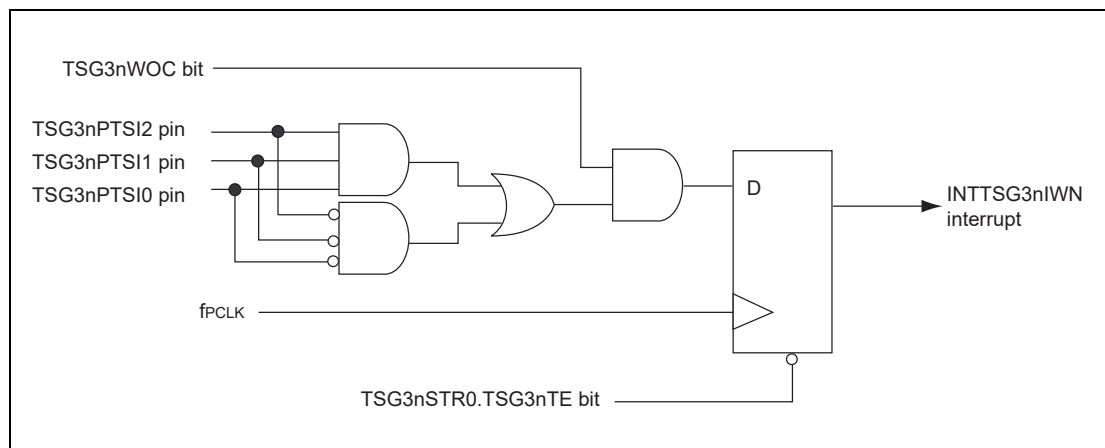 TSG3nWOC bit
TSG3nPTSI2 pin
TSG3nPTSI1 pin
TSG3nPTSI0 pin
D
INTTSG3nIWN
interrupt
fPCLK
TSG3nSTR0.TSG3nTE bit